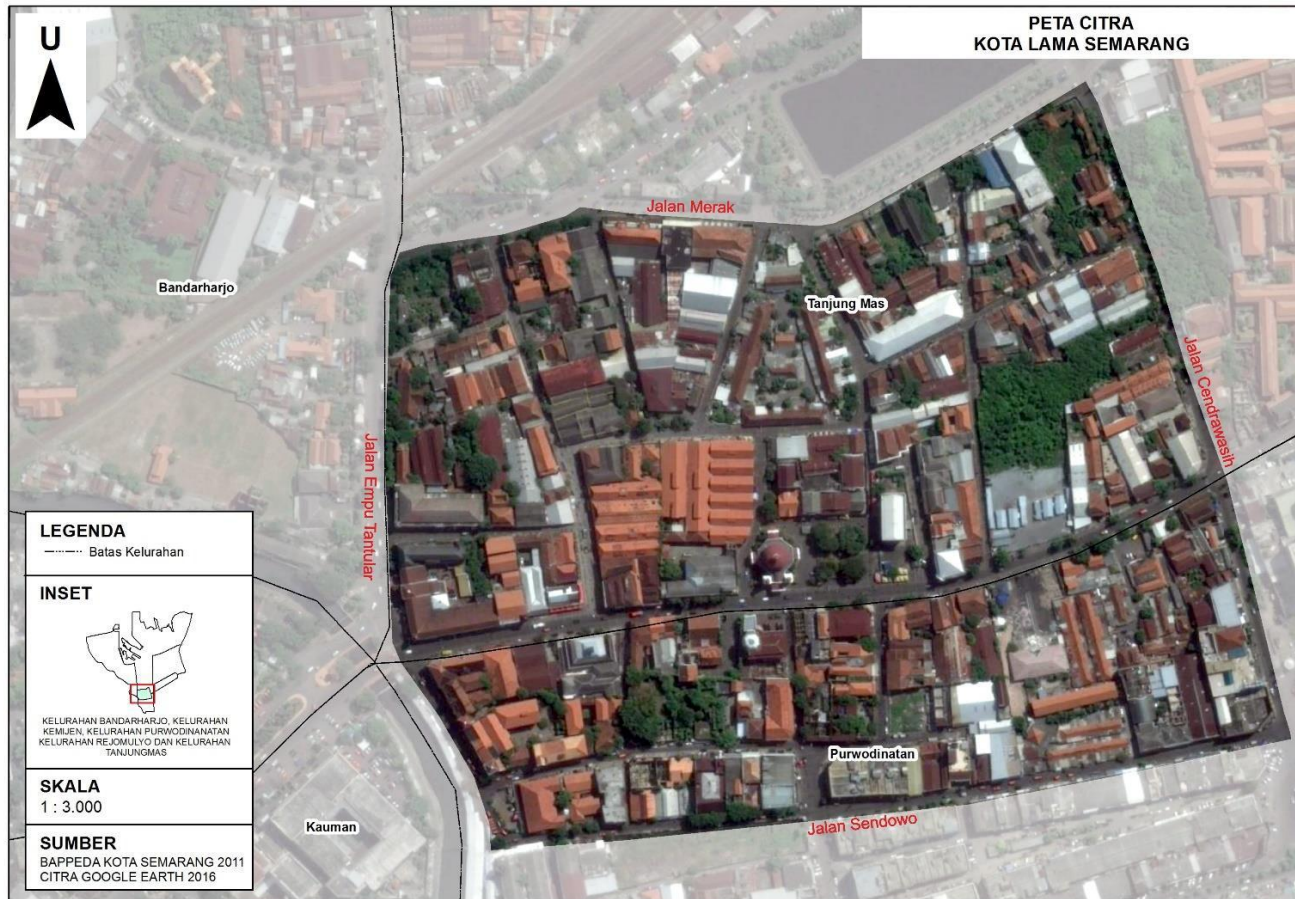 U
PETA CITRA
KOTA LAMA SEMARANG
Jalan Merak
Bandarharjo
Tanjung Mas
Jalan Cendrawasih
Jalan Empu Tantular
LEGENDA
Batas Kelurahan
INSET
KELURAHAN BANDARHARJO, KELURAHAN
KEMIJEN, KELURAHAN PURWODINANATAN
KELURAHAN REJOMULYO DAN KELURAHAN
TANJUNGMAS
SKALA
1 : 3.000
SUMBER
BAPPEDA KOTA SEMARANG 2011
CITRA GOOGLE EARTH 2016
Purwodinatan
Kauman
Jalan Sendowo